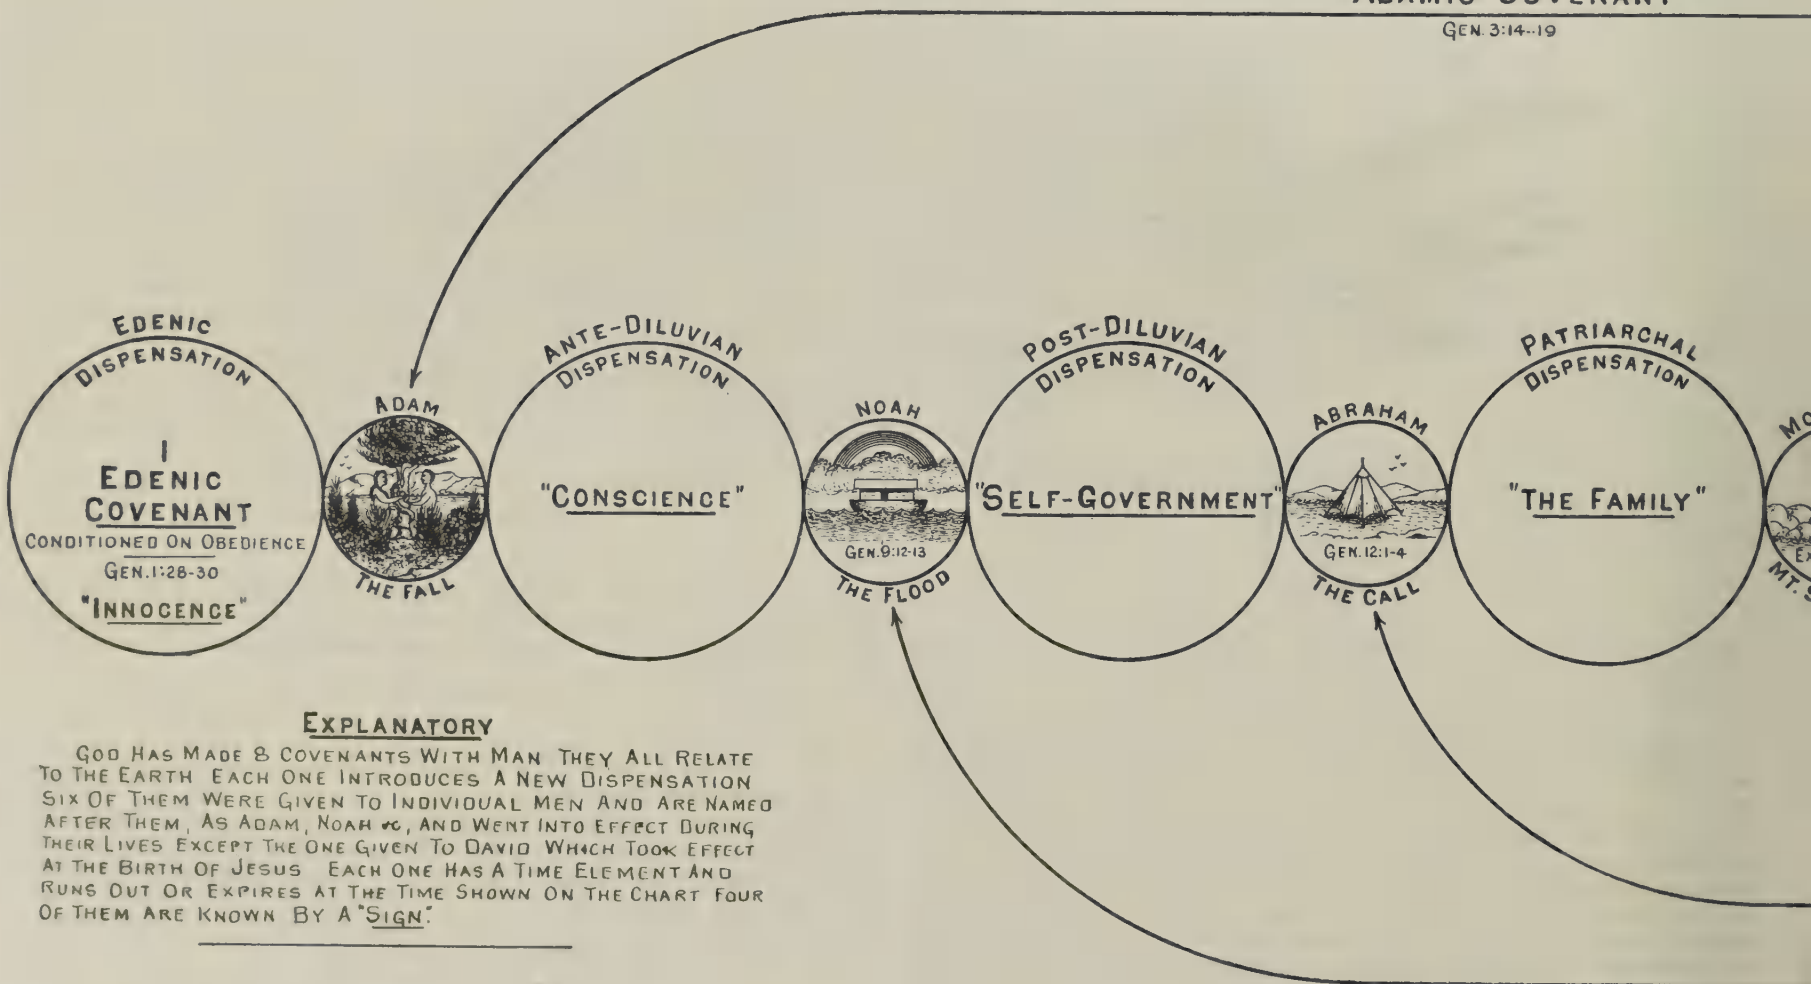 ADAMIC COVENANT
GEN. 3:14--19
EDENIC
DISPENSATION
I
EDENIC
COVENANT
CONDITIONED ON OBEDIENCE
GEN. 1:28-30
"INNOCENCE"
ADAM
THE FALL
ANTE-DILUVIAN
DISPENSATION
"CONSCIENCE"
NOAH
GEN. 9:12-13
THE FLOOD
POST-DILUVIAN
DISPENSATION
"SELF-GOVERNMENT"
ABRAHAM
GEN. 12:1-4
THE CALL
PATRIARCHAL
DISPENSATION
"THE FAMILY"
MT.
EXPLANATORY
GOD HAS MADE 8 COVENANTS WITH MAN THEY ALL RELATE
TO THE EARTH EACH ONE INTRODUCES A NEW DISPENSATION
SIX OF THEM WERE GIVEN TO INDIVIDUAL MEN AND ARE NAMED
AFTER THEM, AS ADAM, NOAH &C, AND WENT INTO EFFECT DURING
THEIR LIVES EXCEPT THE ONE GIVEN TO DAVID WHICH TOOK EFFECT
AT THE BIRTH OF JESUS EACH ONE HAS A TIME ELEMENT AND
RUNS OUT OR EXPIRES AT THE TIME SHOWN ON THE CHART FOUR
OF THEM ARE KNOWN BY A "SIGN".